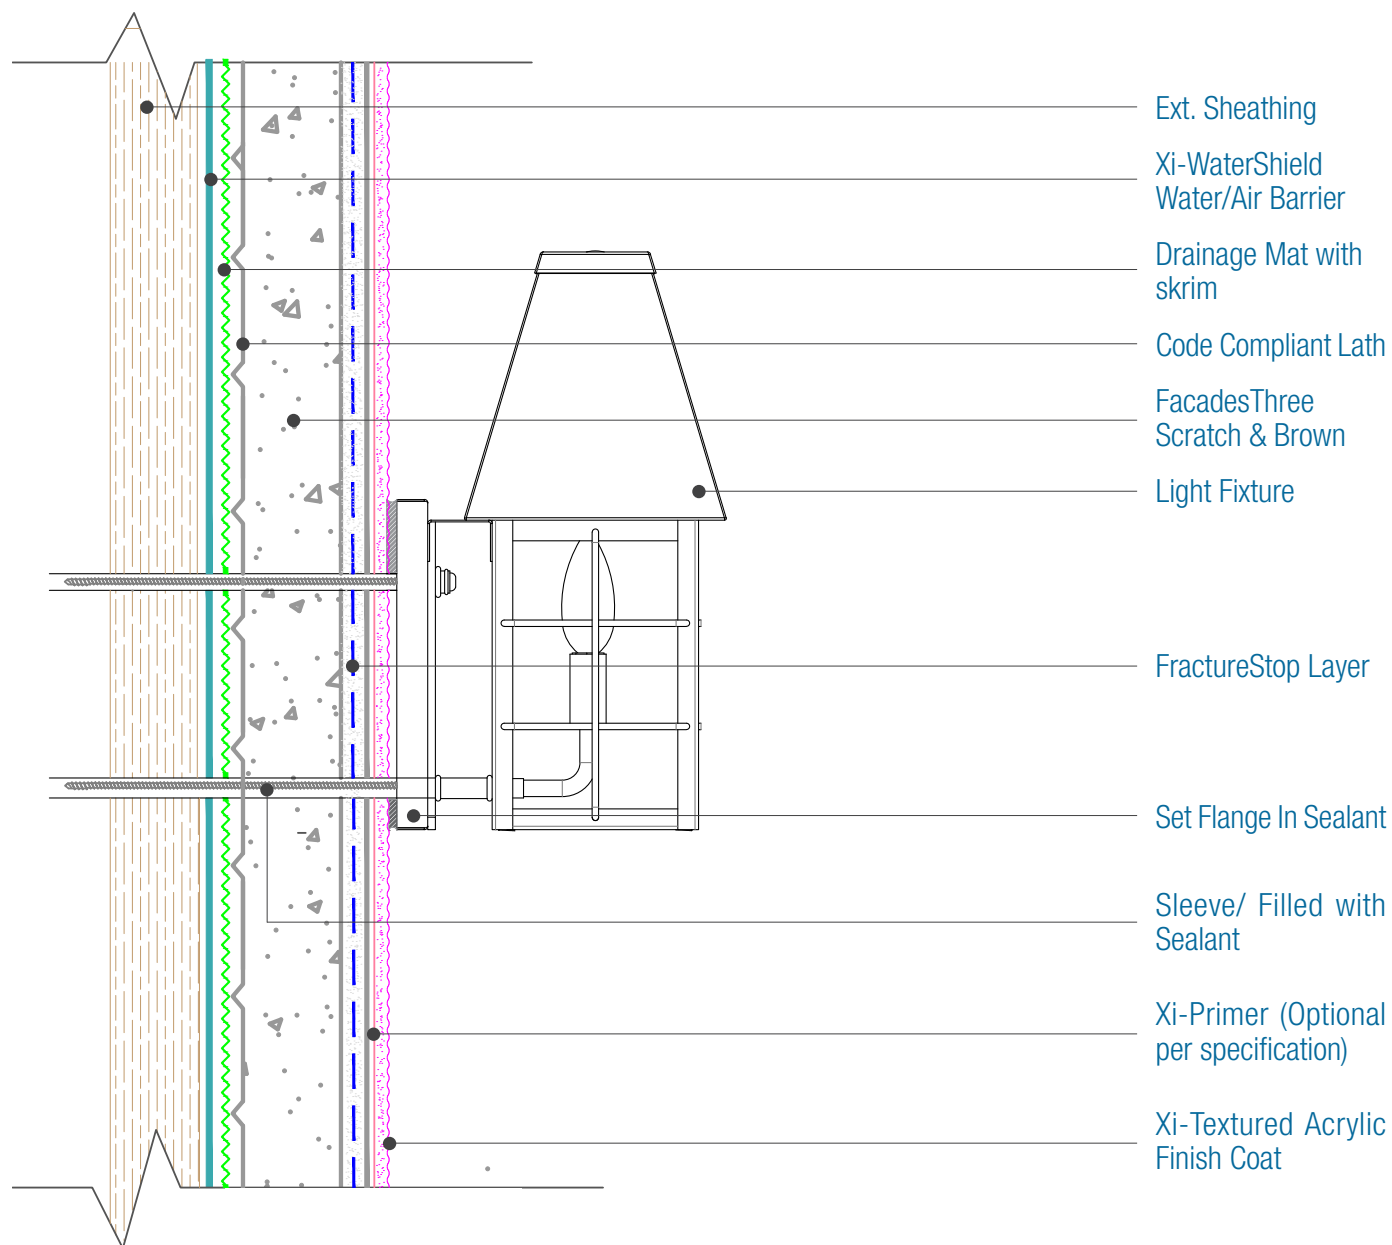 Ext. Sheathing
Xi-WaterShield
Water/Air Barrier
Drainage Mat with
skrim
Code Compliant Lath
FacadesThree
Scratch & Brown
Light Fixture
FractureStop Layer
Set Flange In Sealant
Sleeve/ Filled with
Sealant
Xi-Primer (Optional
per specification)
Xi-Textured Acrylic
Finish Coat